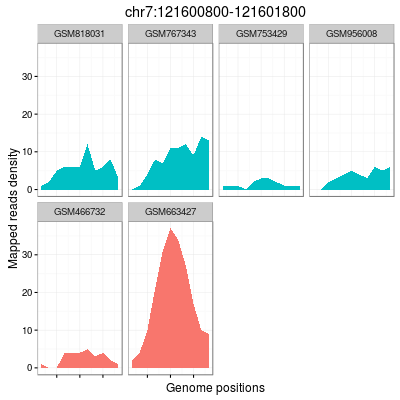 chr7:121600800-121601800
GSM818031 GSM767343 GSM753429 GSM956008
30
20
10
0
Mapped reads density
GSM466732 GSM663427
30
20
10
0
Genome positions